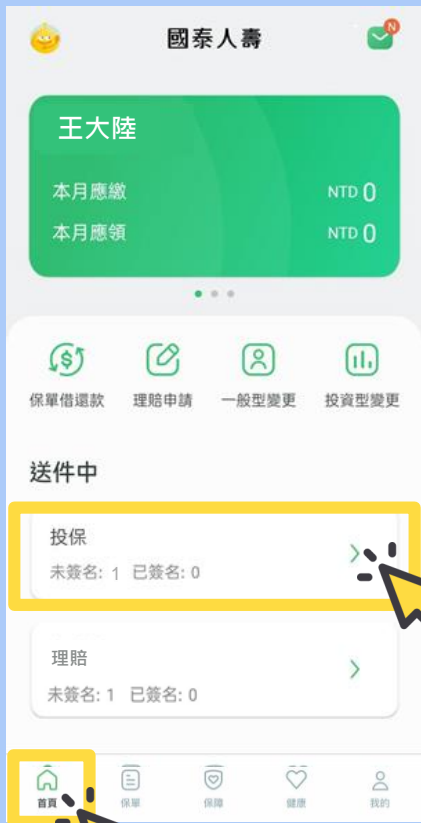 國泰人壽
N
王大陸
本月應繳 NTD 0
本月應領 NTD 0
保單借還款 理賠申請 一般型變更 投資型變更
送件中
投保
未簽名: 1 已簽名: 0
理賠
未簽名: 1 已簽名: 0
首頁 保單 保障 健康 我的